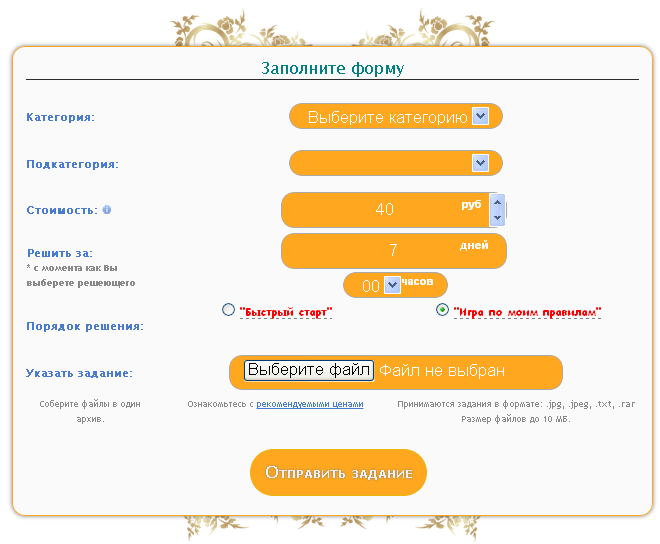 Заполните форму
Категория:
Выберите категорию
Подкатегория:
Стоимость:
40
руб
Решить за:
* с момента как Вы
выберете решеющего
7
дней
00
часов
Порядок решения:
"Быстрый старт"
"Игра по моим правилам"
Указать задание:
Выберите файл Файл не выбран
Соберите файлы в один
архив.
Ознакомьтесь с рекомендуемыми ценами
Принимаются задания в формате: .jpg, .jpeg, .txt, .rar
Размер файлов до 10 МБ.
Отправить задание